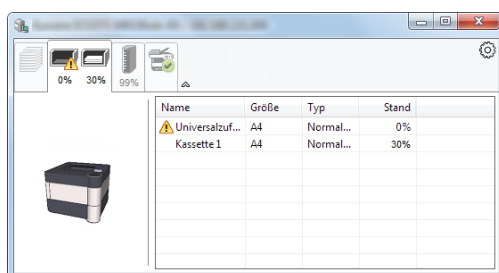 0% 30% 99%
Name Größe Typ Stand
Universalzuf... A4 Normal... 0%
Kassette 1 A4 Normal... 30%